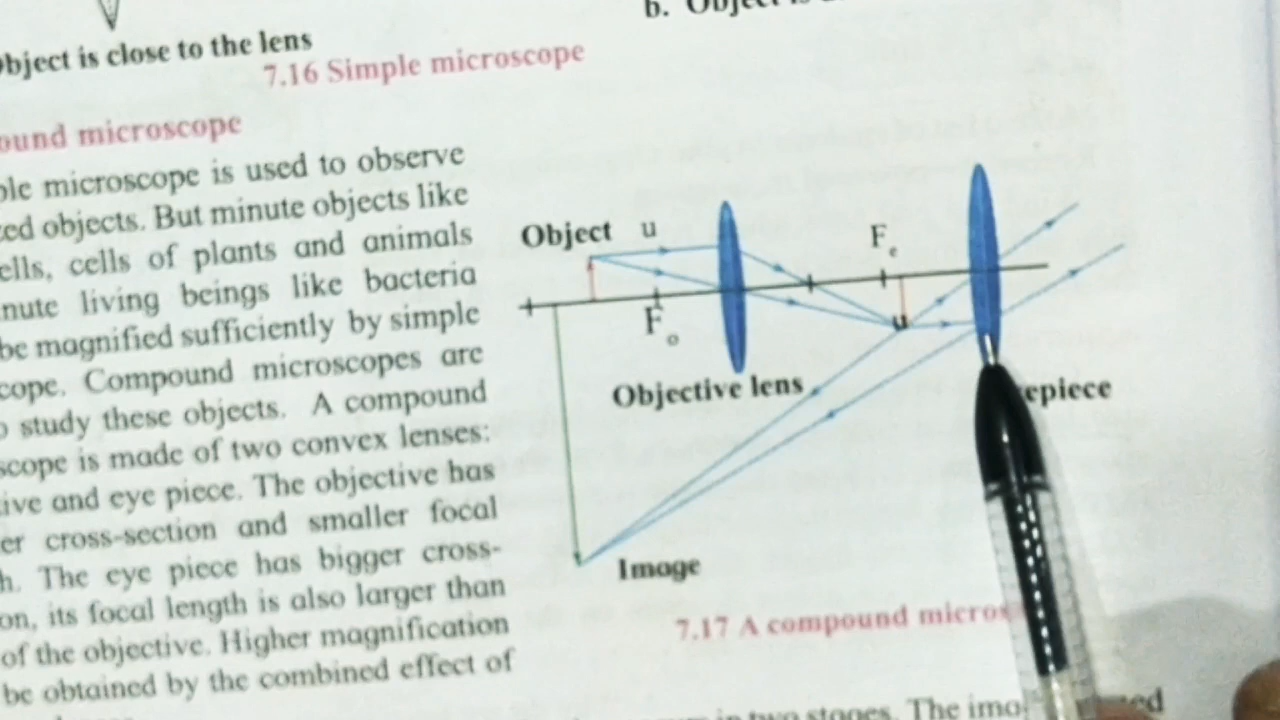 b. Object is
Object is close to the lens
7.16 Simple microscope
ound microscope
ple microscope is used to observe
ed objects. But minute objects like
ells, cells of plants and animals
nute living beings like bacteria
be magnified sufficiently by simple
cope. Compound microscopes are
o study these objects. A compound
scope is made of two convex lenses:
ive and eye piece. The objective has
er cross-section and smaller focal
h. The eye piece has bigger cross-
on, its focal length is also larger than
of the objective. Higher magnification
be obtained by the combined effect of
Object u
F e
F o
u
Objective lens
epiece
Image
7.17 A compound micros
in two stages. The ima